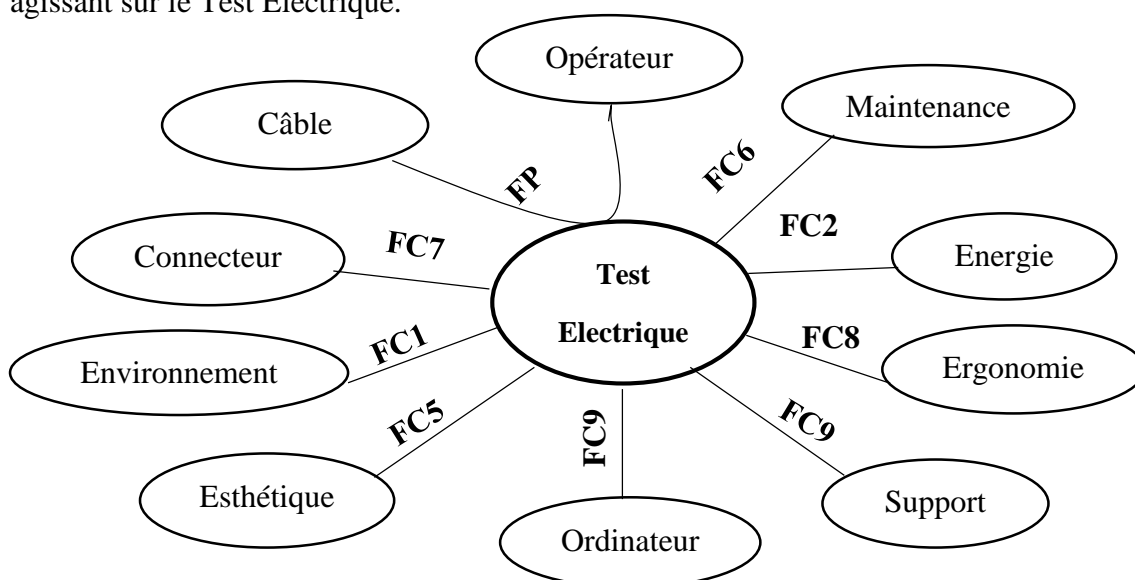 agissant sur le Test Electrique.
Opérateur
Câble
Maintenance
FP
FC6
FC7
FC2
Connecteur
Test
Energie
Electrique
FC1
FC8
Environnement
Ergonomie
FC5
FC9
FC9
Esthétique
Support
Ordinateur